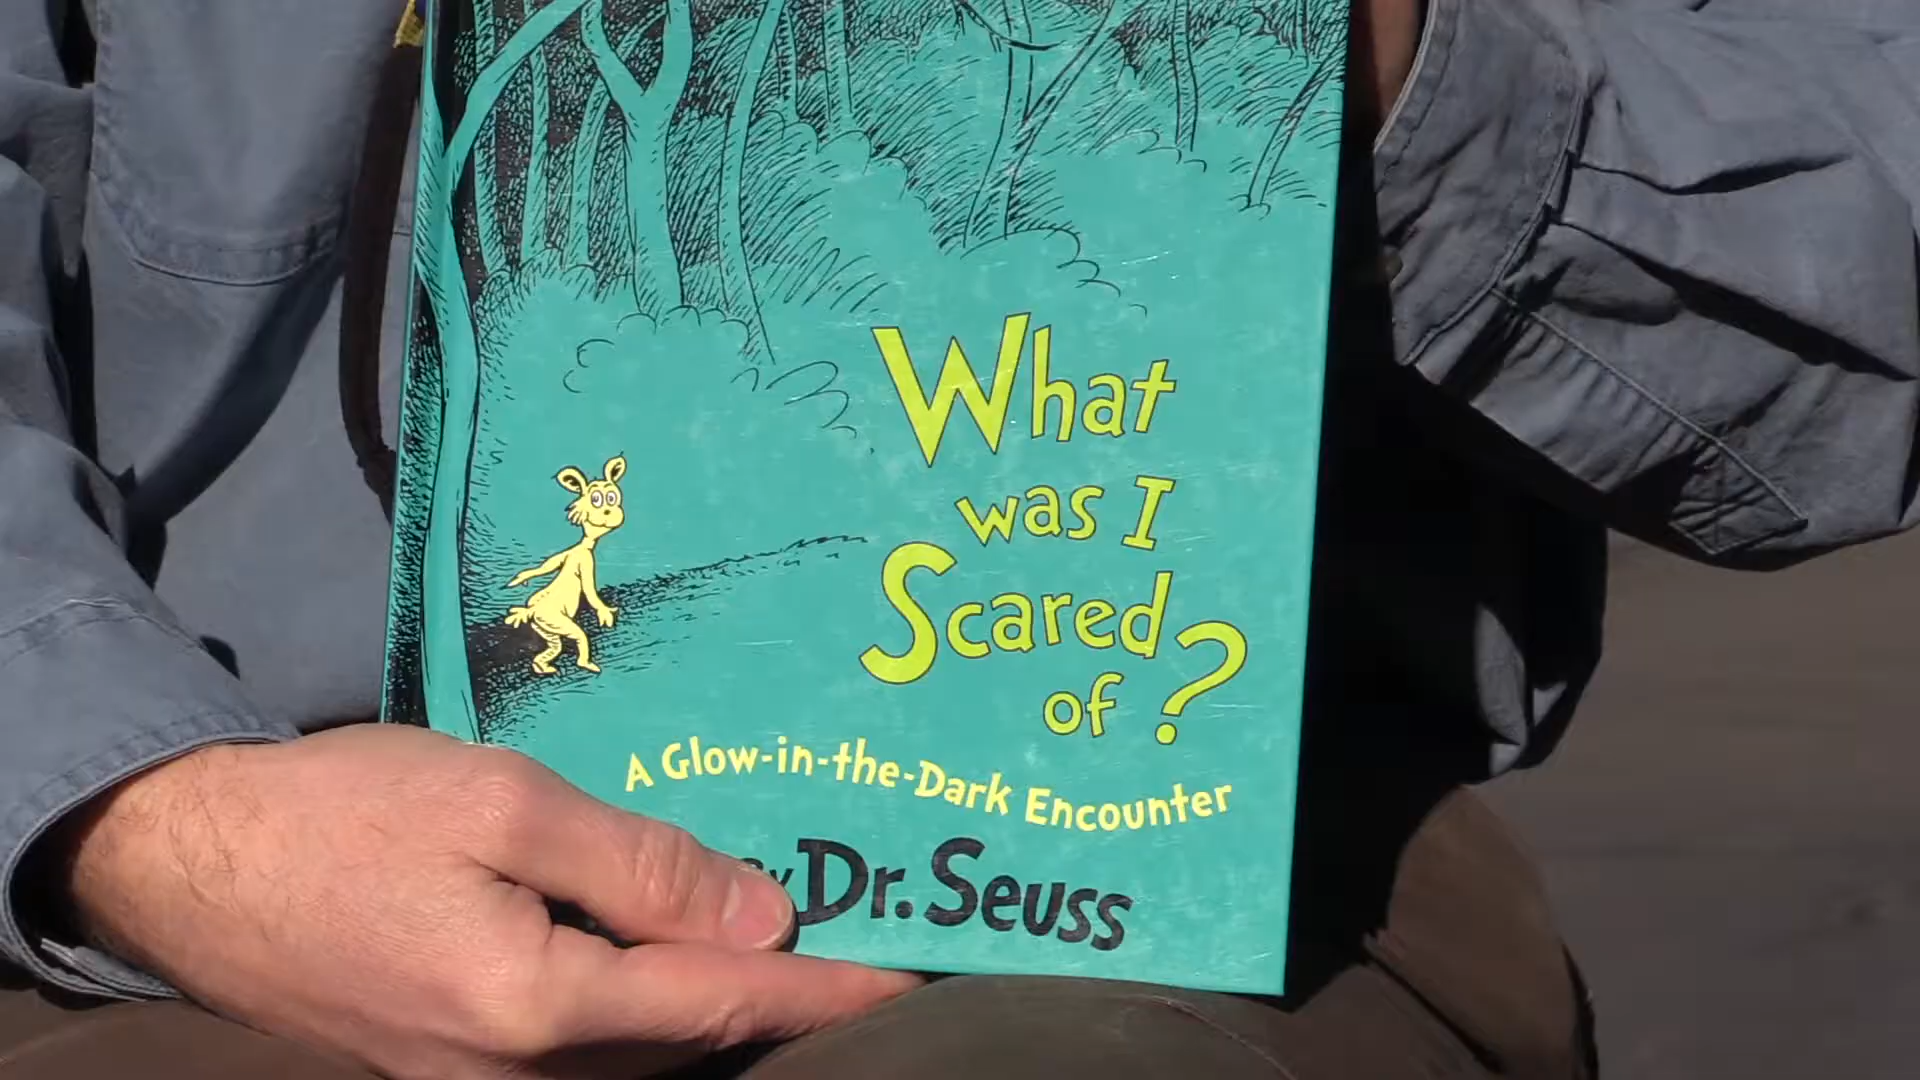 What
was I
Scared
of?
A Glow-in-the-Dark Encounter
Dr. Seuss